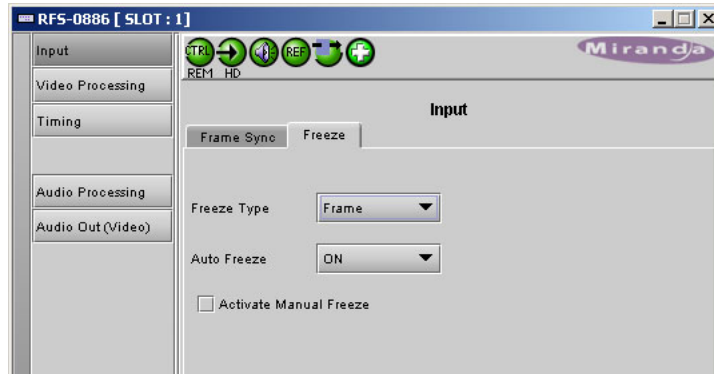 RFS-0886 [ SLOT : 1]
Input
Video Processing
Timing
Audio Processing
Audio Out (Video)
CTRL
REF
REM HD
Miranda
Input
Frame Sync Freeze
Freeze Type Frame
Auto Freeze ON
Activate Manual Freeze